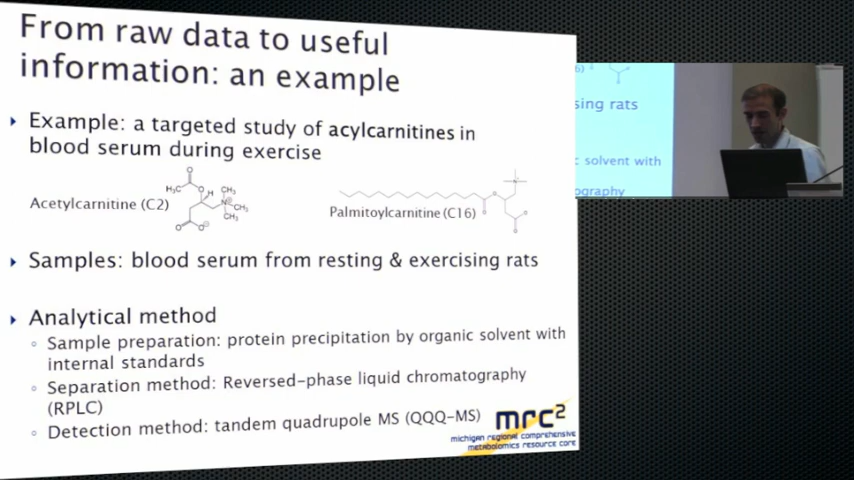 From raw data to useful
information: an example
Example: a targeted study of acylcarnitines in
blood serum during exercise
Acetylcarnitine (C2)
Palmitoylcarnitine (C16)
Samples: blood serum from resting & exercising rats
Analytical method
Sample preparation: protein precipitation by organic solvent with
internal standards
Separation method: Reversed-phase liquid chromatography
(RPLC)
Detection method: tandem quadrupole MS (QQQ-MS)
mrc2
michigan regional comprehensive
metabolomics resource core
6)
sing rats
c solvent with
ography